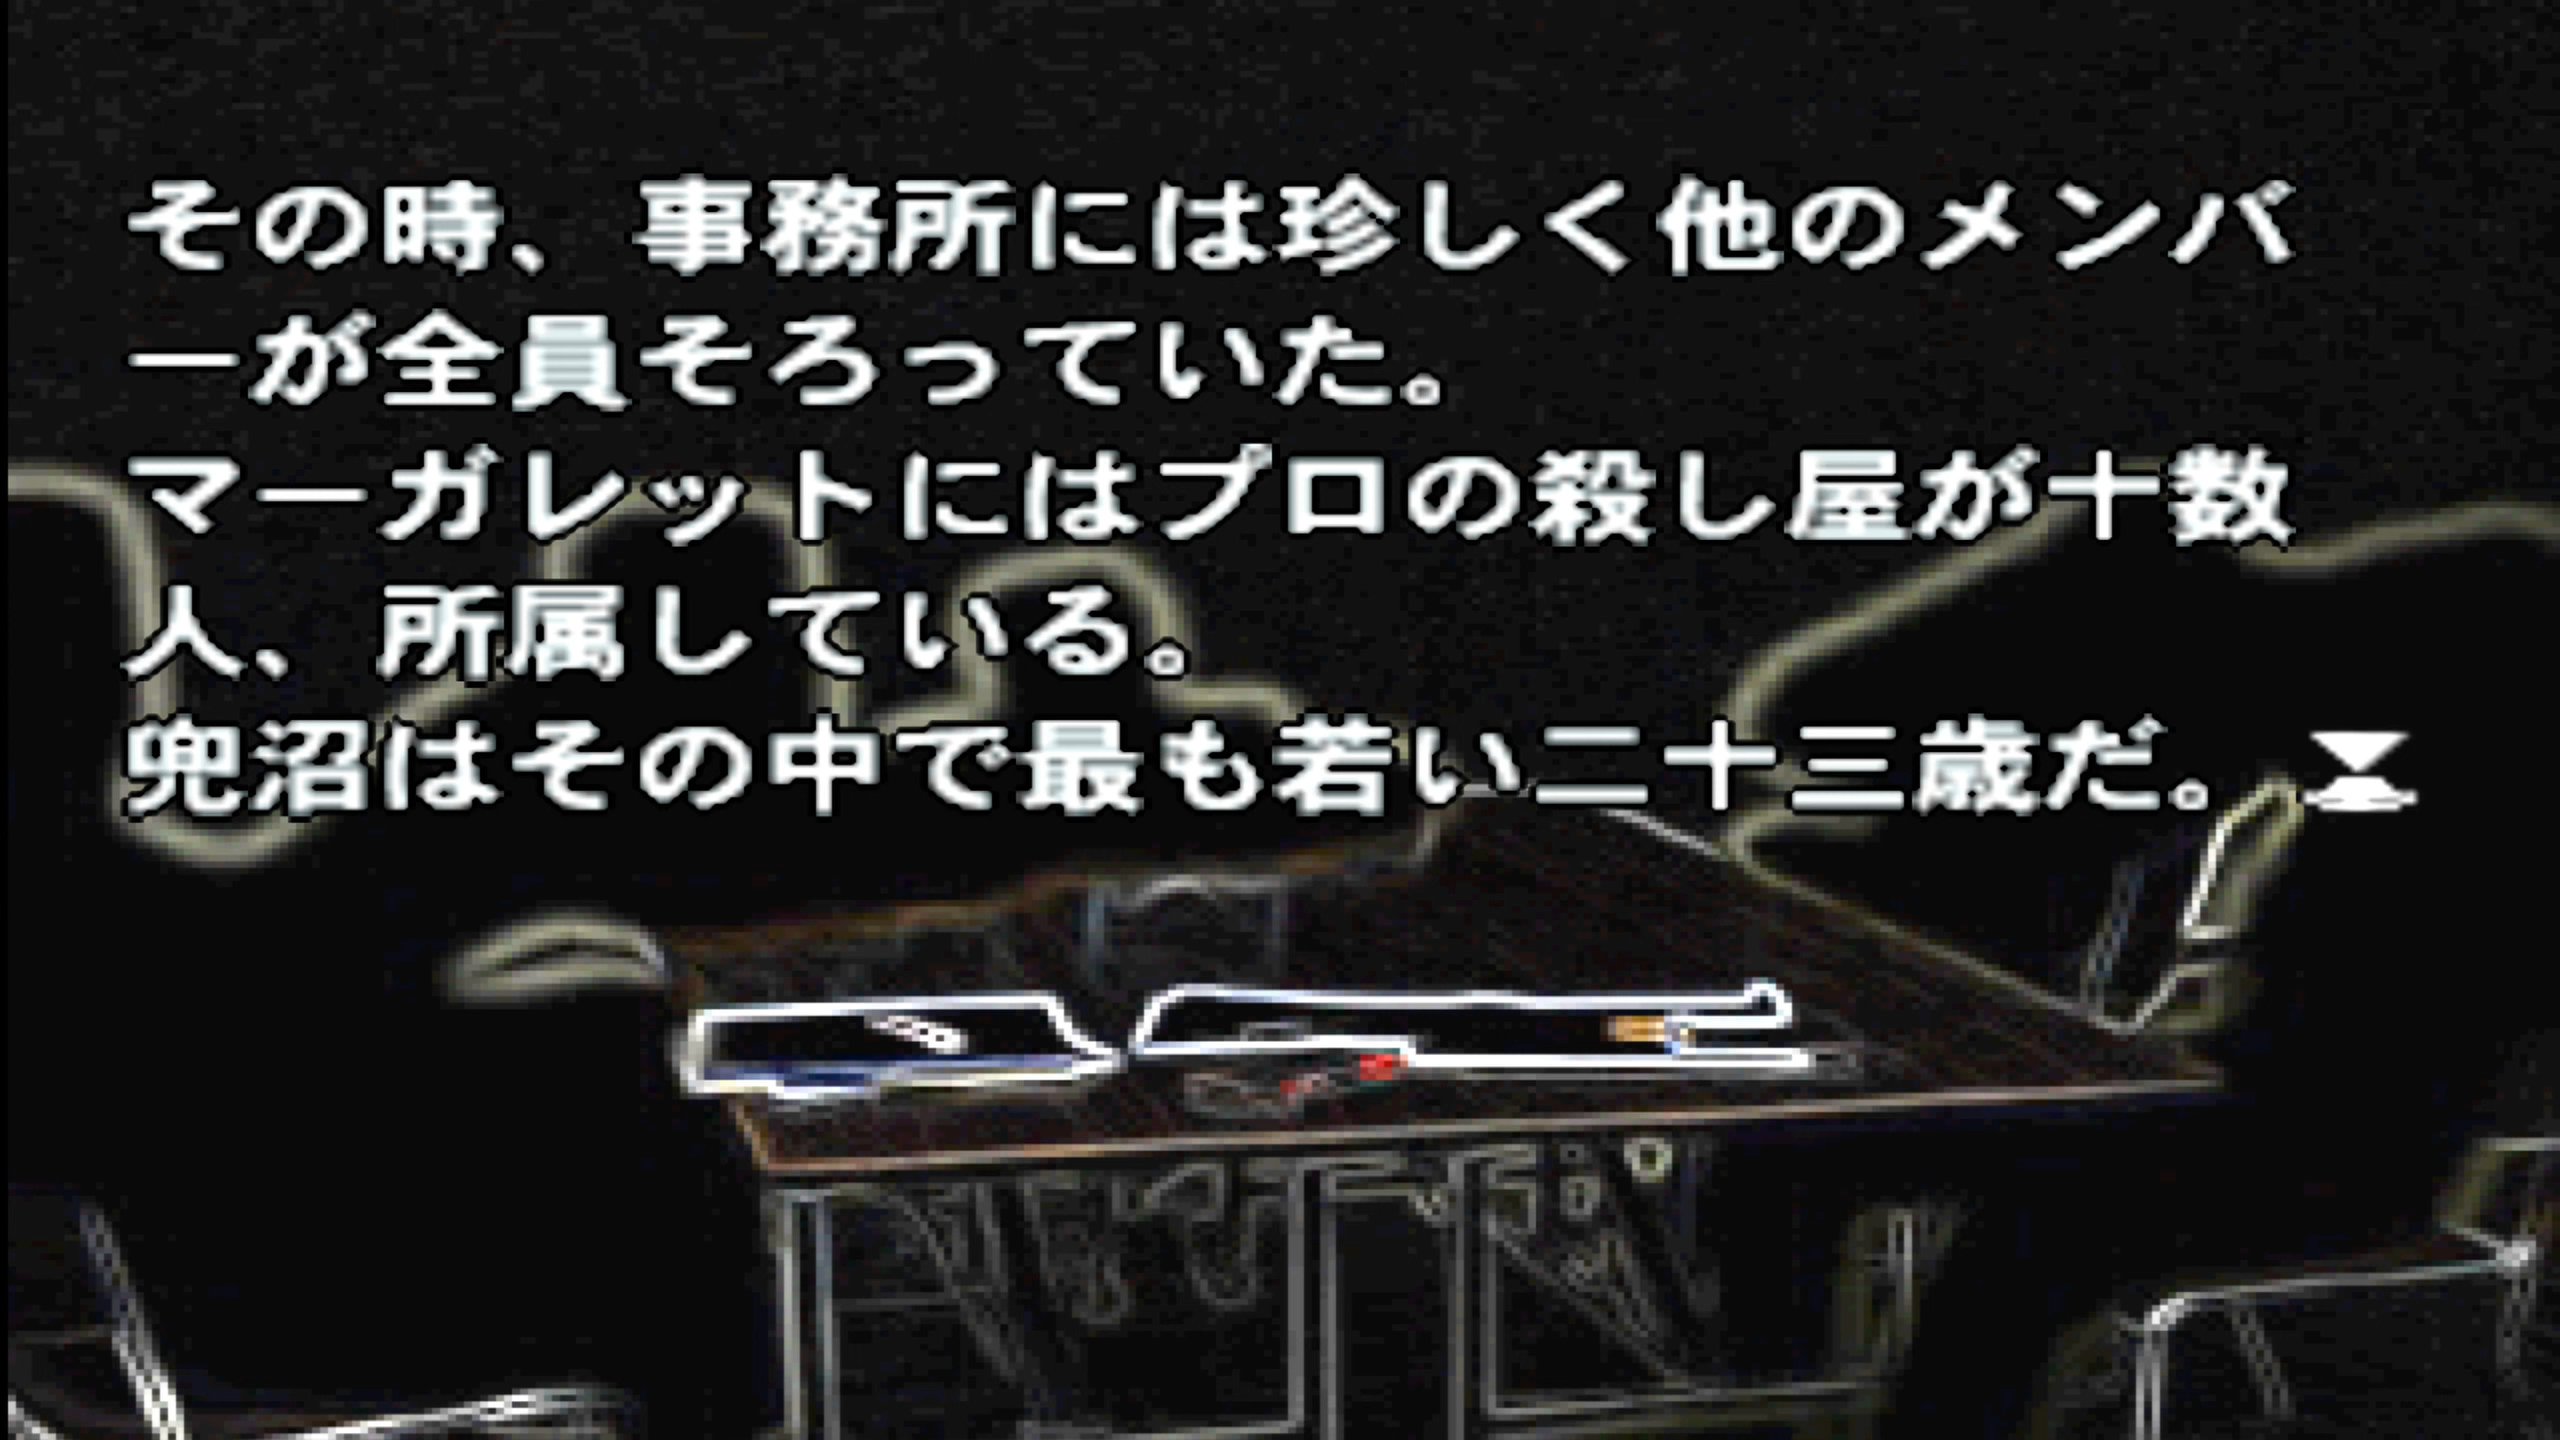 その時、事務所には珍しく他のメンバ
ーが全員そろっていた。
マーガレットにはプロの殺し屋が十数
人、所属している。
兜沼はその中で最も若い二十三歳だ。